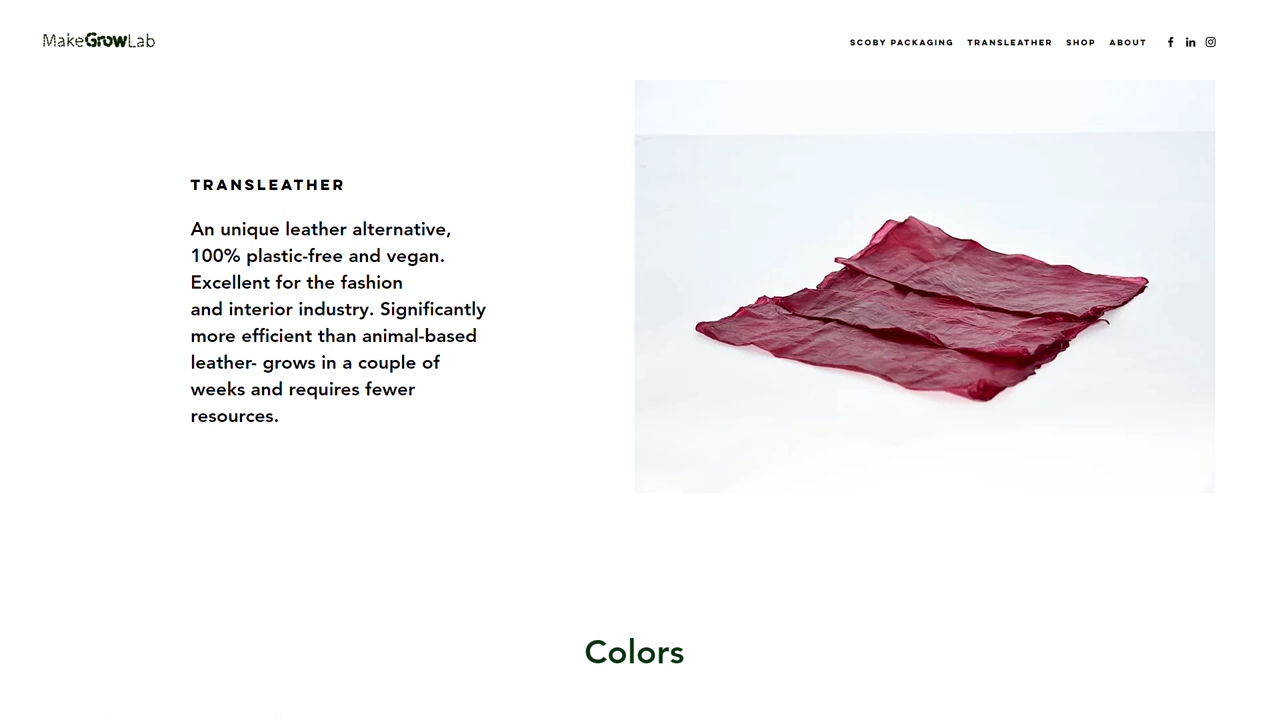 MakeGrowLab
SCOBY PACKAGING TRANSLEATHER SHOP ABOUT
TRANSLEATHER
An unique leather alternative,
100% plastic-free and vegan.
Excellent for the fashion
and interior industry. Significantly
more efficient than animal-based
leather- grows in a couple of
weeks and requires fewer
resources.
Colors